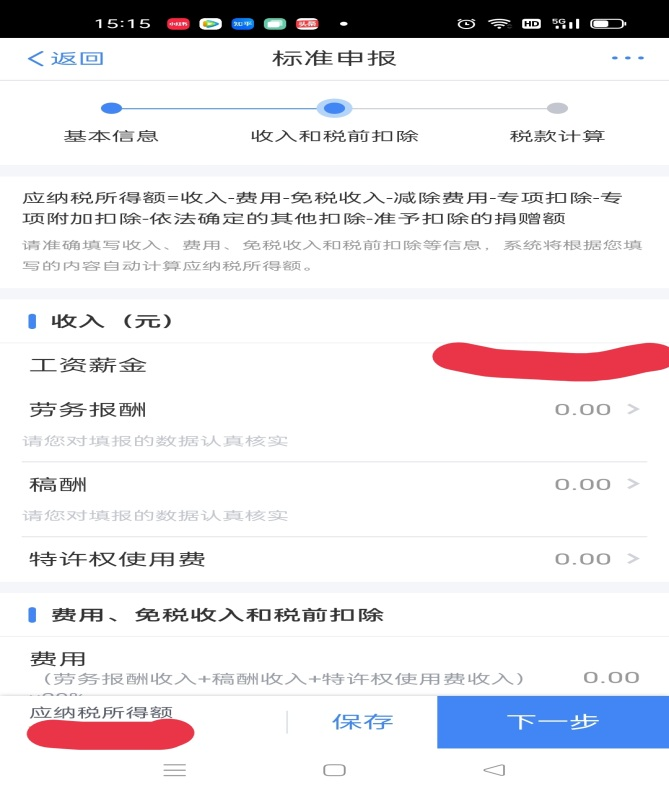 15:15
小红书
知乎
头条
HD
5G
返回
标准申报
基本信息
收入和税前扣除
税款计算
应纳税所得额=收入-费用-免税收入-减除费用-专项扣除-专
项附加扣除-依法确定的其他扣除-准予扣除的捐赠额
请准确填写收入、费用、免税收入和税前扣除等信息，系统将根据您填
写的内容自动计算应纳税所得额。
收入（元）
工资薪金
劳务报酬 0.00 >
请您对填报的数据认真核实
稿酬 0.00 >
请您对填报的数据认真核实
特许权使用费 0.00 >
费用、免税收入和税前扣除
费用
（劳务报酬收入+稿酬收入+特许权使用费收入） 0.00
应纳税所得额
保存
下一步